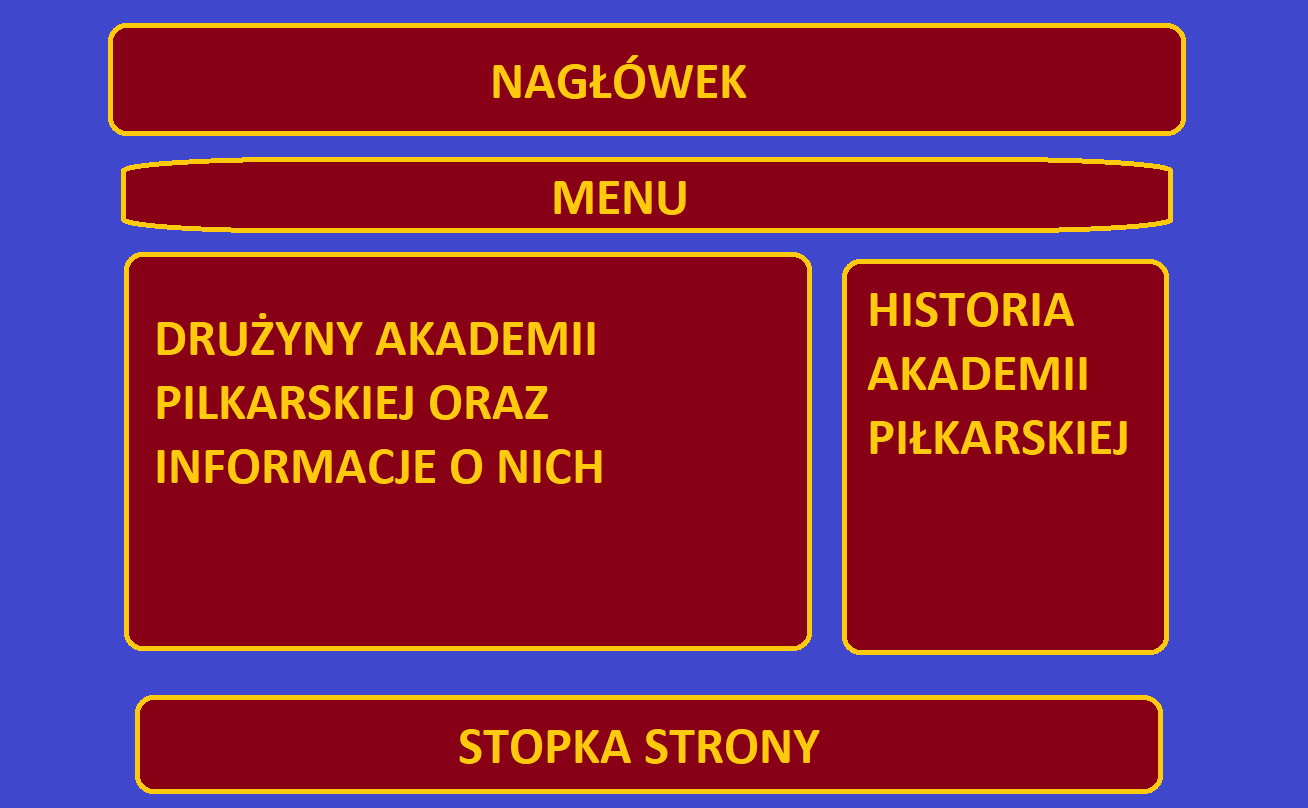 NAGŁÓWEK
MENU
DRUŻYNY AKADEMII
PILKARSKIEJ ORAZ
INFORMACJE O NICH
HISTORIA
AKADEMII
PIŁKARSKIEJ
STOPKA STRONY